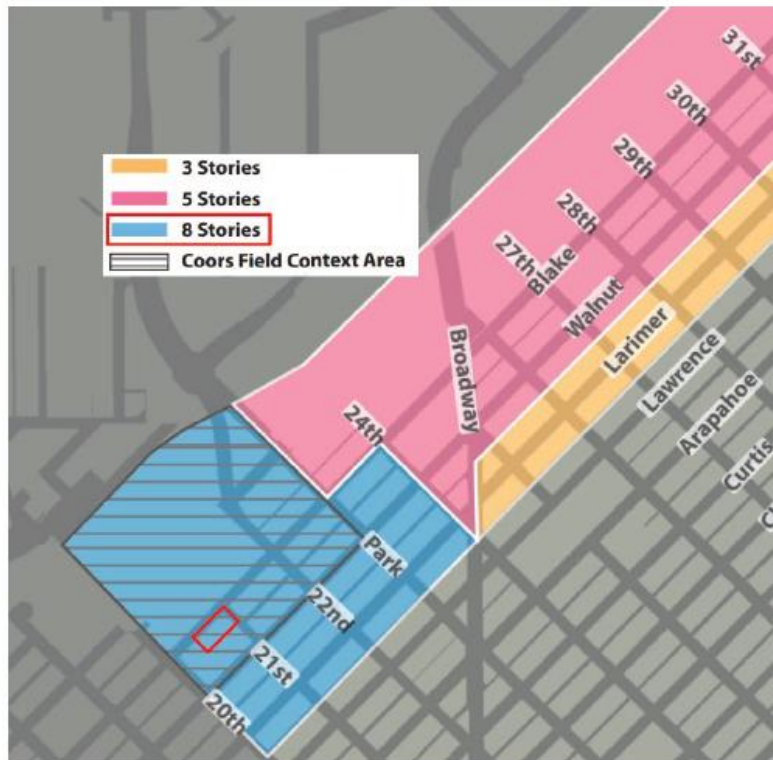 31st
30th
29th
28th
27th
Blake
Walnut
Larimer
Lawrence
Arapahoe
Curtis
Broadway
24th
Park
22nd
21st
20th
3 Stories
5 Stories
8 Stories
Coors Field Context Area